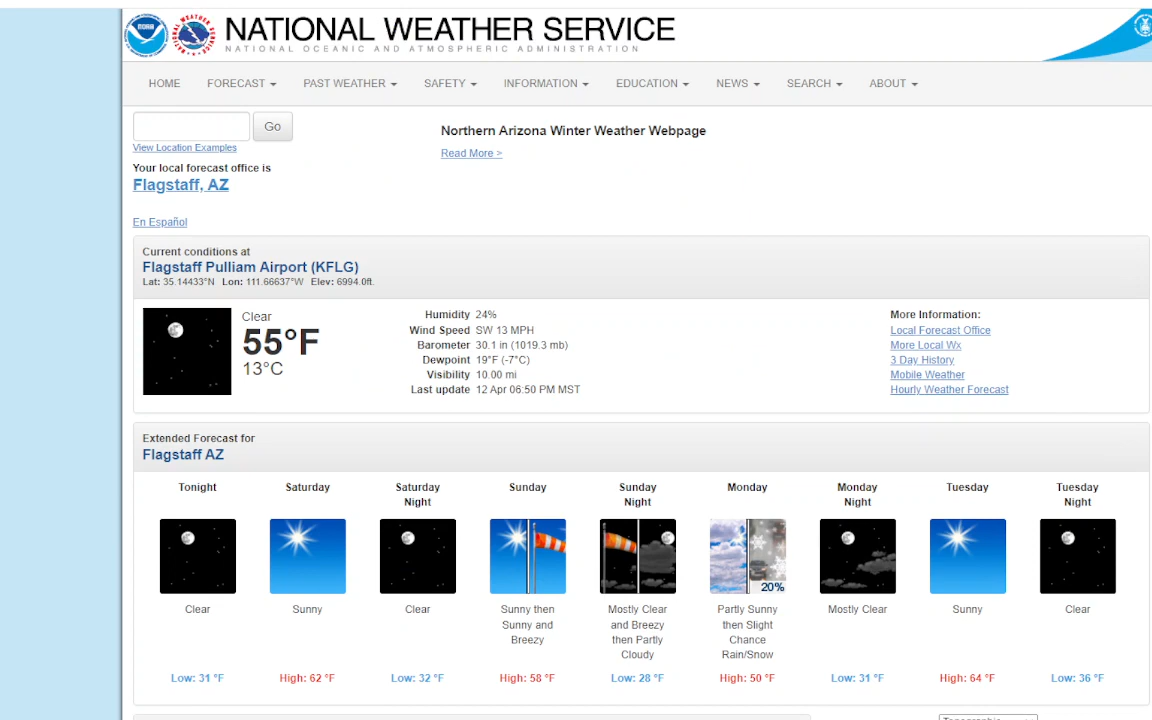 NATIONAL WEATHER SERVICE
NATIONAL OCEANIC AND ATMOSPHERIC ADMINISTRATION
HOME FORECAST PAST WEATHER SAFETY INFORMATION EDUCATION NEWS SEARCH ABOUT
Go
View Location Examples
Your local forecast office is
Flagstaff, AZ
Northern Arizona Winter Weather Webpage
Read More >
En Español
Current conditions at
Flagstaff Pulliam Airport (KFLG)
Lat: 35.14433°N Lon: 111.66637°W Elev: 6994.0ft.
Clear
55°F
13°C
Humidity 24%
Wind Speed SW 13 MPH
Barometer 30.1 in (1019.3 mb)
Dewpoint 19°F (-7°C)
Visibility 10.00 mi
Last update 12 Apr 06:50 PM MST
More Information:
Local Forecast Office
More Local Wx
3 Day History
Mobile Weather
Hourly Weather Forecast
Extended Forecast for
Flagstaff AZ
Tonight
Clear
Low: 31 °F
Saturday
Sunny
High: 62 °F
Saturday
Night
Clear
Low: 32 °F
Sunday
Sunny then
Sunny and
Breezy
High: 58 °F
Sunday
Night
Mostly Clear
and Breezy
then Partly
Cloudy
Low: 28 °F
Monday
20%
Partly Sunny
then Slight
Chance
Rain/Snow
High: 50 °F
Monday
Night
Mostly Clear
Low: 31 °F
Tuesday
Sunny
High: 64 °F
Tuesday
Night
Clear
Low: 36 °F